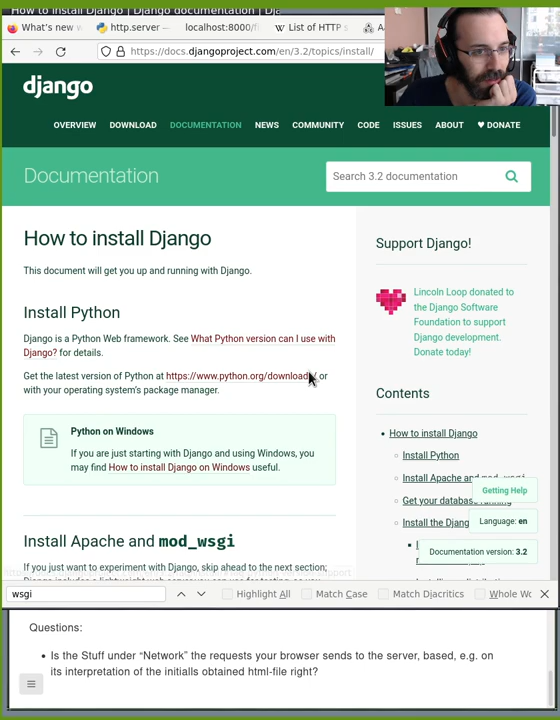 How to install Django | Django documentation | Dj
What's new
http.server —
localhost:8000/fi
List of HTTP s
https://docs.djangoproject.com/en/3.2/topics/install/
django
OVERVIEW DOWNLOAD DOCUMENTATION NEWS COMMUNITY CODE ISSUES ABOUT ♥ DONATE
Documentation
Search 3.2 documentation
How to install Django
This document will get you up and running with Django.
Install Python
Django is a Python Web framework. See What Python version can I use with
Django? for details.
Get the latest version of Python at https://www.python.org/downloads/ or
with your operating system's package manager.
Python on Windows
If you are just starting with Django and using Windows, you
may find How to install Django on Windows useful.
Install Apache and mod_wsgi
If you just want to experiment with Django, skip ahead to the next section;
Support Django!
Lincoln Loop donated to
the Django Software
Foundation to support
Django development.
Donate today!
Contents
• How to install Django
Install Python
Install Apache and mod_wsgi
Get your database running
Install the Djang
Getting Help
Language: en
Documentation version: 3.2
wsgi
Highlight All
Match Case
Match Diacritics
Whole Wo
Questions:
• Is the Stuff under “Network” the requests your browser sends to the server, based, e.g. on
its interpretation of the initialls obtained html-file right?